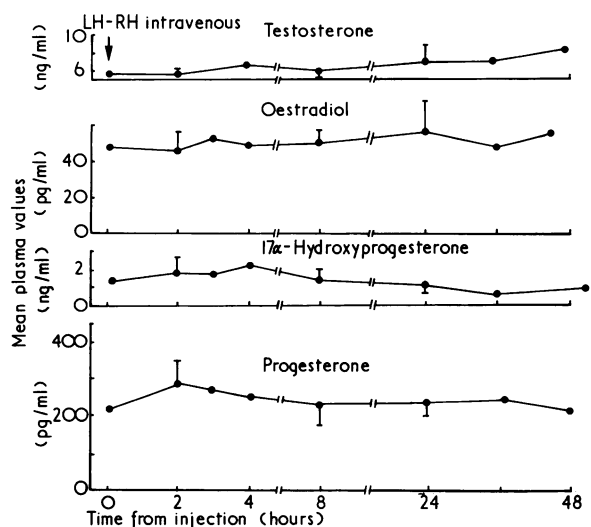 LH-RH intravenous
Testosterone
10
6
(ng/ml)
Oestradiol
40
20
0
(pg/ml)
17α-Hydroxyprogesterone
2
0
(ng/ml)
Mean plasma values
Progesterone
400
200
0
(pg/ml)
0 2 4 8 24 48
Time from injection (hours)